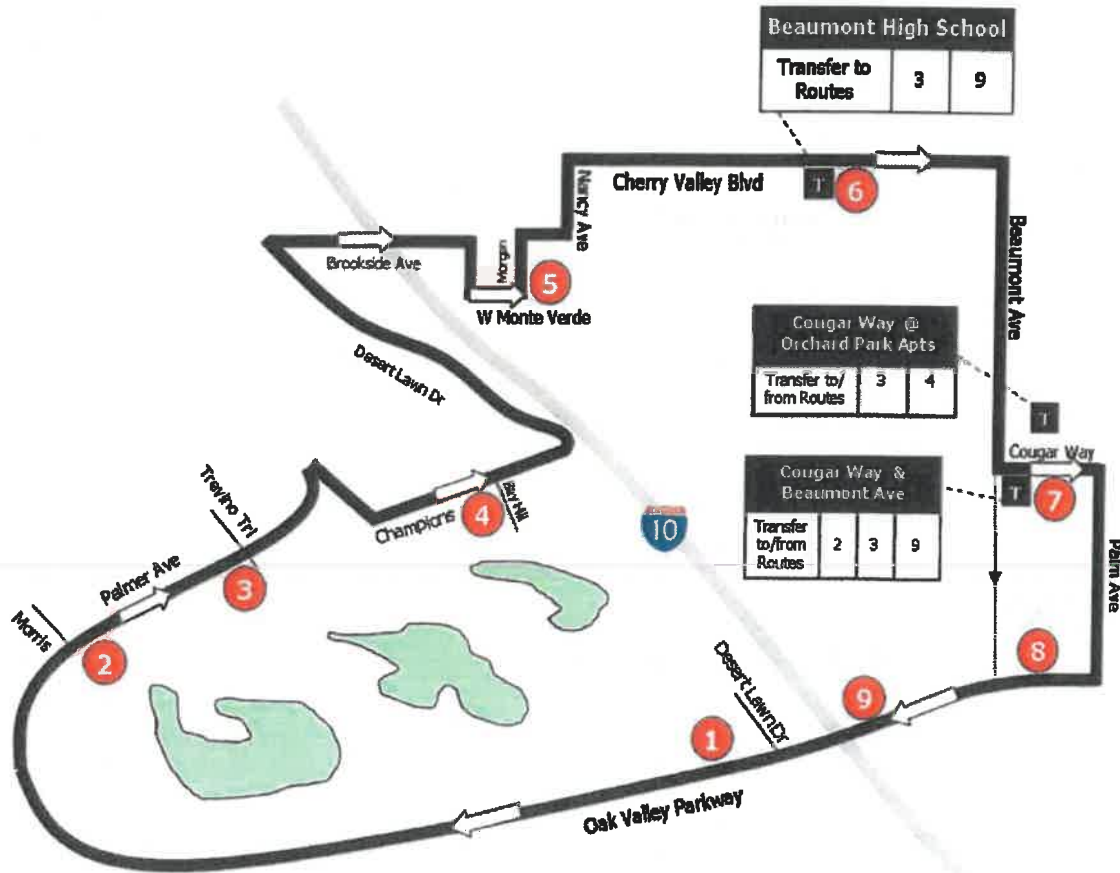 Beaumont High School
Transfer to
Routes
3
9
Cherry Valley Blvd
T
6
Nancy Ave
Brookside Ave
Morgan
5
W Monte Verde
Beaumont Ave
Cougar Way @
Orchard Park Apts
Transfer to/
from Routes
3
4
T
Desert Lawn Dr
Cougar Way
Cougar Way &
Beaumont Ave
Transfer
to/from
Routes
2
3
9
T
7
Trevino Trl
Champions
4
10
Palm Ave
Palmer Ave
3
Morris
2
8
Desert Lawn Dr
9
1
Oak Valley Parkway